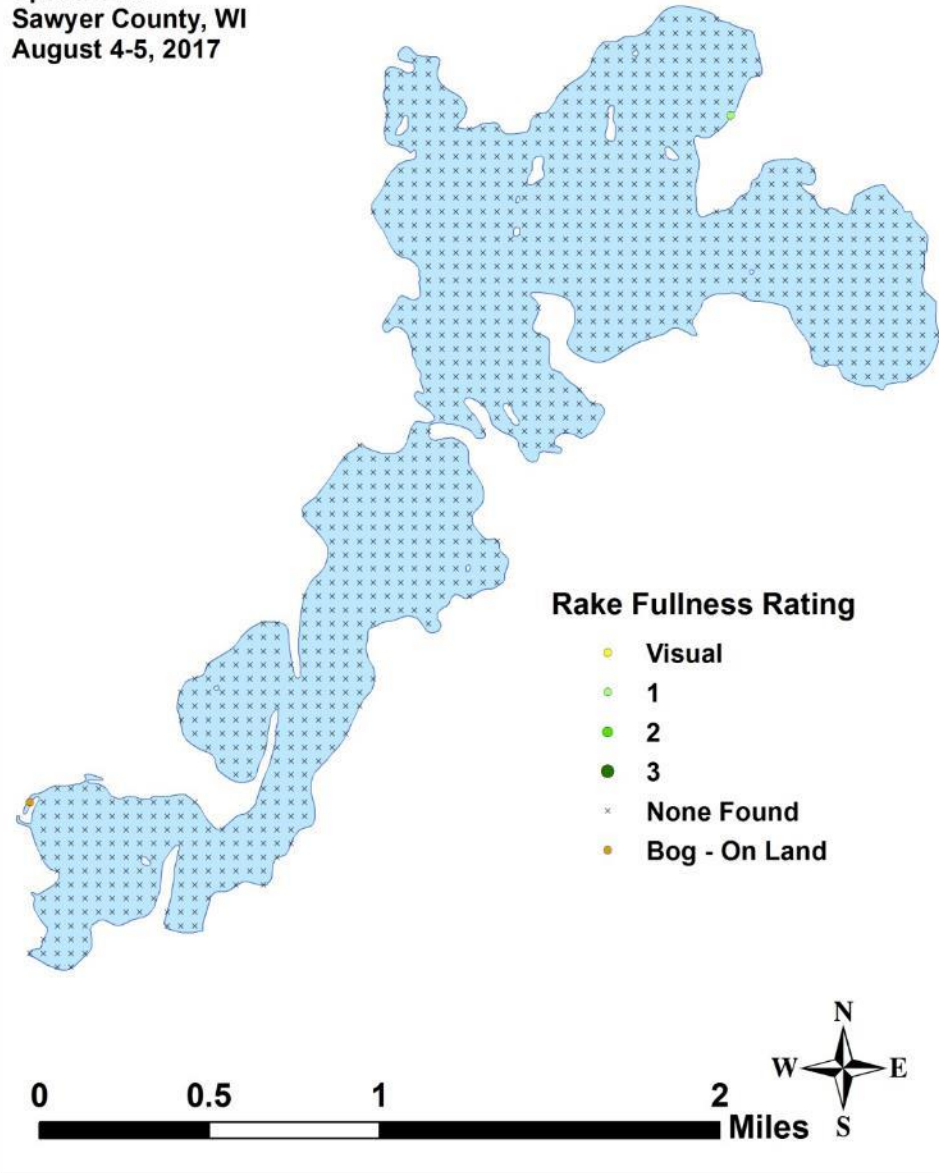 Sawyer County, WI
August 4-5, 2017
Rake Fullness Rating
Visual
1
2
3
None Found
Bog - On Land
N
W E
S
0 0.5 1 2
Miles